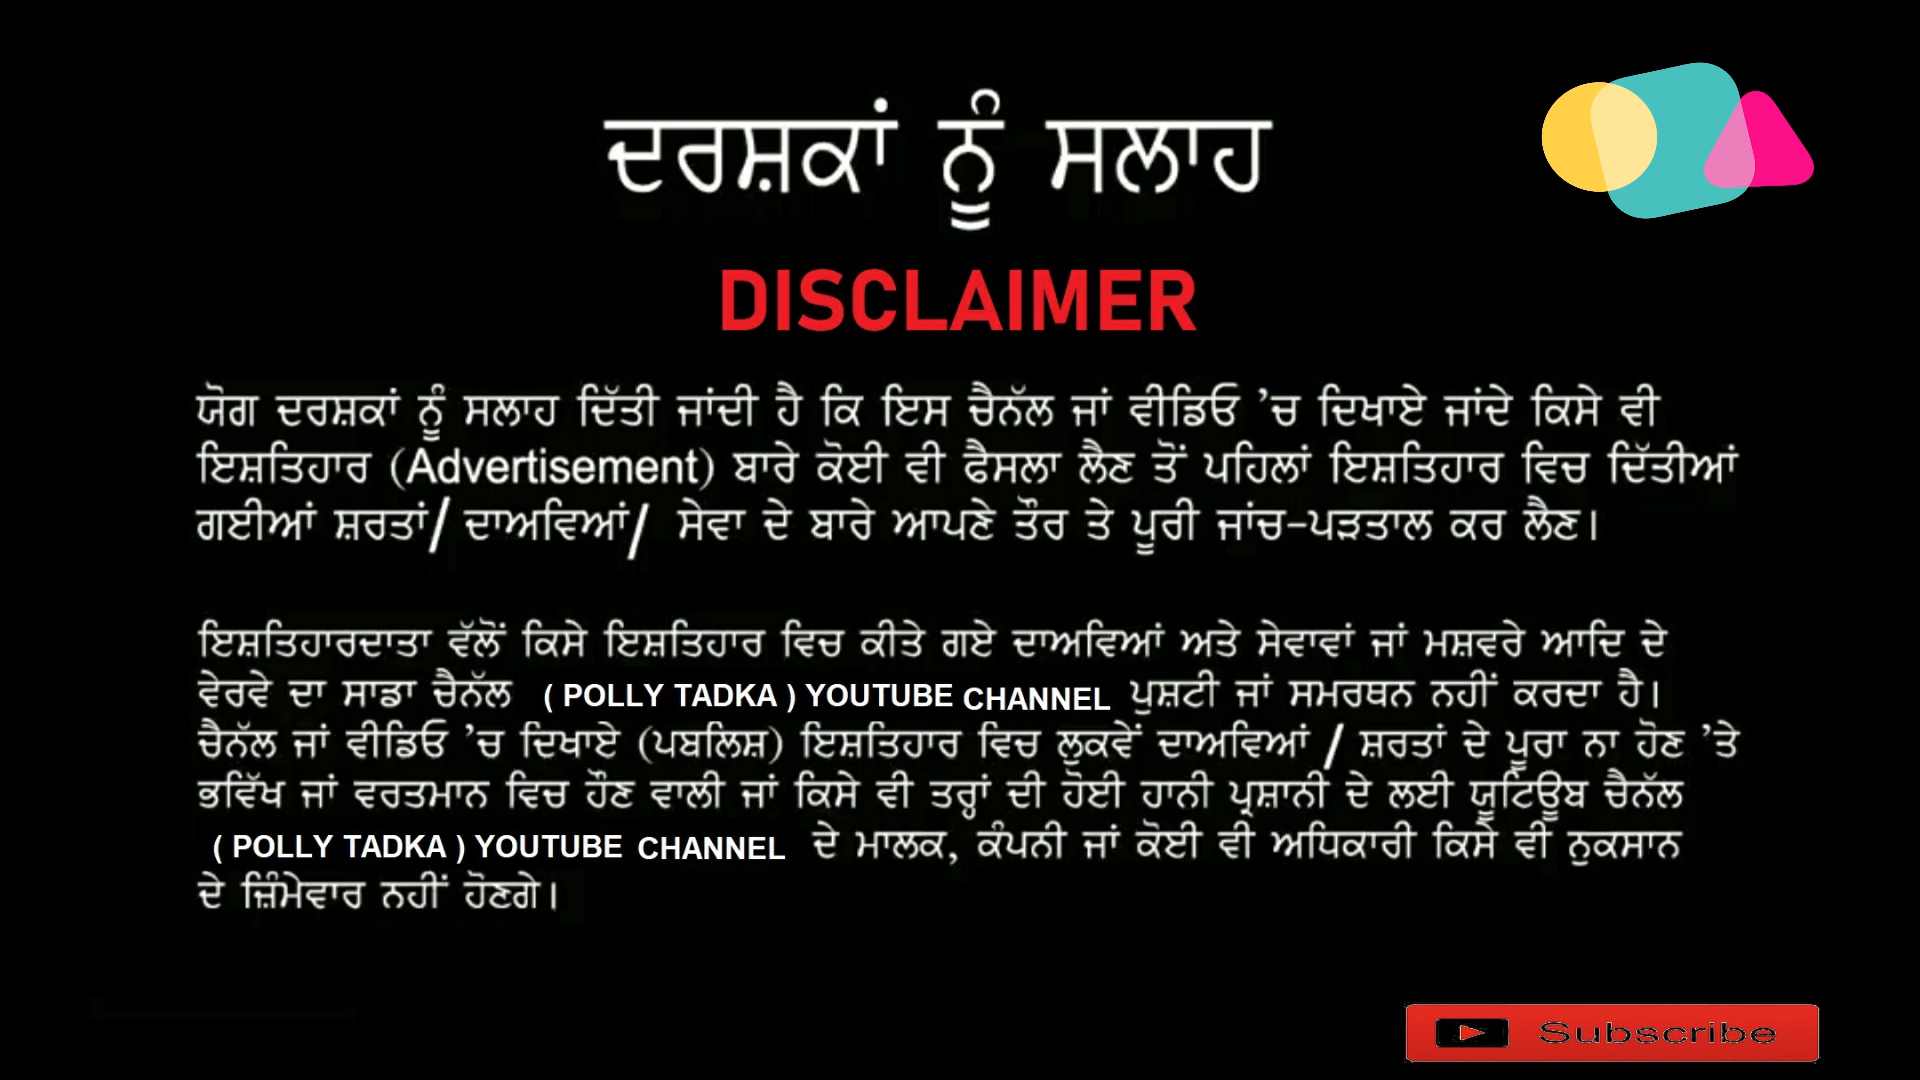 ਦਰਸ਼ਕਾਂ ਨੂੰ ਸਲਾਹ
DISCLAIMER
ਯੋਗ ਦਰਸ਼ਕਾਂ ਨੂੰ ਸਲਾਹ ਦਿੱਤੀ ਜਾਂਦੀ ਹੈ ਕਿ ਇਸ ਚੈਨੱਲ ਜਾਂ ਵੀਡਿਓ ’ਚ ਦਿਖਾਏ ਜਾਂਦੇ ਕਿਸੇ ਵੀ
ਇਸ਼ਤਿਹਾਰ (Advertisement) ਬਾਰੇ ਕੋਈ ਵੀ ਫੈਸਲਾ ਲੈਣ ਤੋਂ ਪਹਿਲਾਂ ਇਸ਼ਤਿਹਾਰ ਵਿਚ ਦਿੱਤੀਆਂ
ਗਈਆਂ ਸ਼ਰਤਾਂ/ ਦਾਅਵਿਆਂ/ ਸੇਵਾ ਦੇ ਬਾਰੇ ਆਪਣੇ ਤੌਰ ਤੇ ਪੂਰੀ ਜਾਂਚ-ਪੜਤਾਲ ਕਰ ਲੈਣ।
ਇਸ਼ਤਿਹਾਰਦਾਤਾ ਵੱਲੋਂ ਕਿਸੇ ਇਸ਼ਤਿਹਾਰ ਵਿਚ ਕੀਤੇ ਗਏ ਦਾਅਵਿਆਂ ਅਤੇ ਸੇਵਾਵਾਂ ਜਾਂ ਮਸ਼ਵਰੇ ਆਦਿ ਦੇ
ਵੇਰਵੇ ਦਾ ਸਾਡਾ ਚੈਨੱਲ ( POLLY TADKA ) YOUTUBE CHANNEL ਪੁਸ਼ਟੀ ਜਾਂ ਸਮਰਥਨ ਨਹੀਂ ਕਰਦਾ ਹੈ।
ਚੈਨੱਲ ਜਾਂ ਵੀਡਿਓ ’ਚ ਦਿਖਾਏ (ਪਬਲਿਸ਼) ਇਸ਼ਤਿਹਾਰ ਵਿਚ ਲੁਕਵੇਂ ਦਾਅਵਿਆਂ / ਸ਼ਰਤਾਂ ਦੇ ਪੂਰਾ ਨਾ ਹੋਣ ’ਤੇ
ਭਵਿੱਖ ਜਾਂ ਵਰਤਮਾਨ ਵਿਚ ਹੌਣ ਵਾਲੀ ਜਾਂ ਕਿਸੇ ਵੀ ਤਰ੍ਹਾਂ ਦੀ ਹੋਈ ਹਾਨੀ ਪ੍ਰਸ਼ਾਨੀ ਦੇ ਲਈ ਯੂਟਿਊਬ ਚੈਨੱਲ
( POLLY TADKA ) YOUTUBE CHANNEL ਦੇ ਮਾਲਕ, ਕੰਪਨੀ ਜਾਂ ਕੋਈ ਵੀ ਅਧਿਕਾਰੀ ਕਿਸੇ ਵੀ ਨੁਕਸਾਨ
ਦੇ ਜ਼ਿੰਮੇਵਾਰ ਨਹੀਂ ਹੋਣਗੇ।
Subscribe